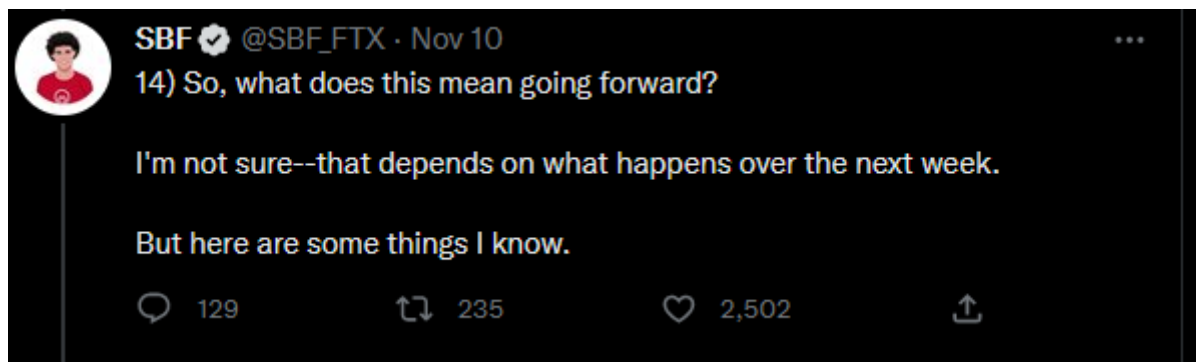 SBF @SBF_FTX · Nov 10
14) So, what does this mean going forward?
I'm not sure--that depends on what happens over the next week.
But here are some things I know.
129 235 2,502